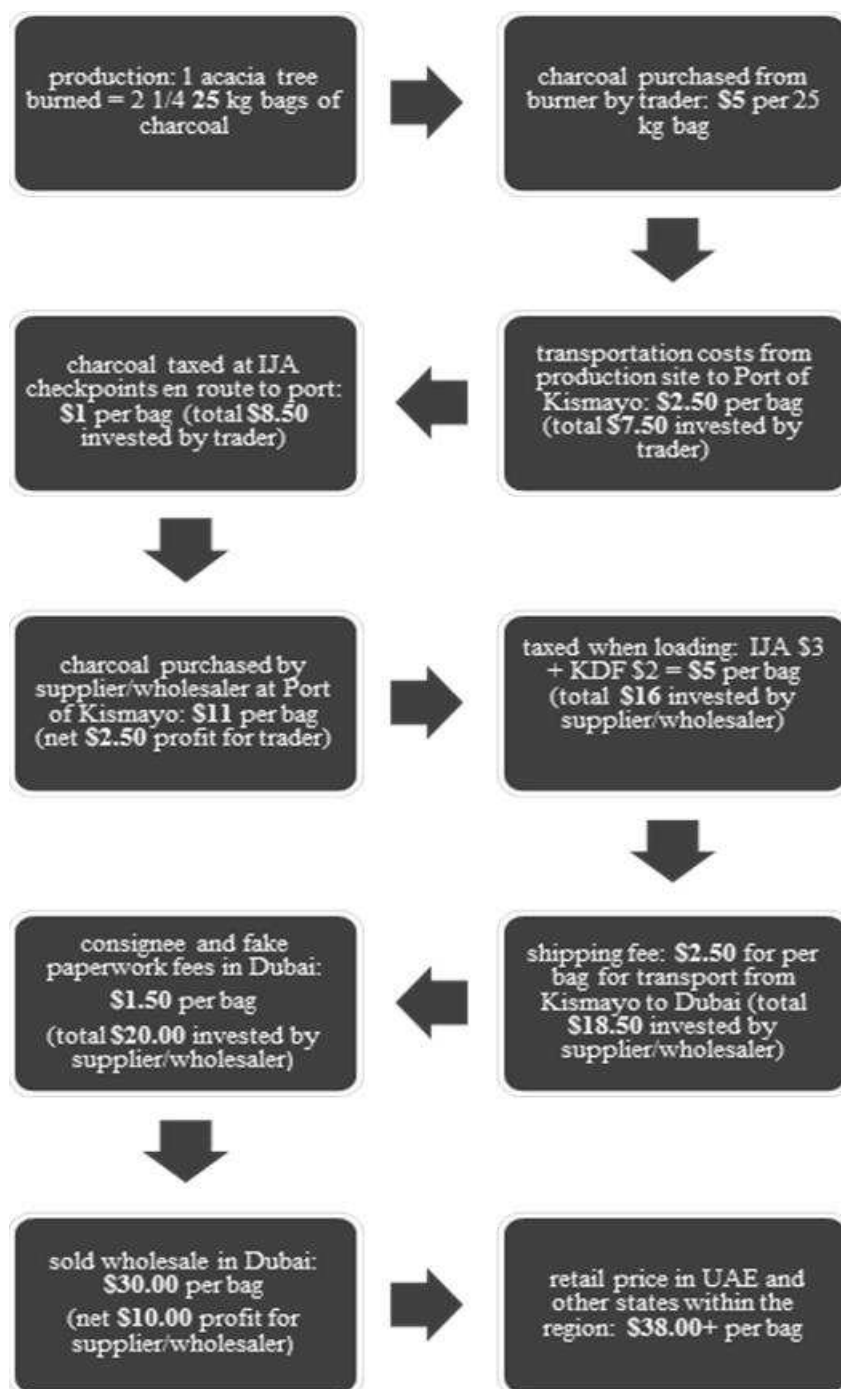 production: 1 acacia tree
burned = 2 1/4 25 kg bags of
charcoal
charcoal purchased from
burner by trader: $5 per 25
kg bag
transportation costs from
production site to Port of
Kismayo: $2.50 per bag
(total $7.50 invested by
trader)
charcoal taxed at IJA
checkpoints en route to port:
$1 per bag (total $8.50
invested by trader)
charcoal purchased by
supplier/wholesaler at Port
of Kismayo: $11 per bag
(net $2.50 profit for trader)
taxed when loading: IJA $3
+ KDF $2 = $5 per bag
(total $16 invested by
supplier/wholesaler)
shipping fee: $2.50 for per
bag for transport from
Kismayo to Dubai (total
$18.50 invested by
supplier/wholesaler)
consignee and fake
paperwork fees in Dubai:
$1.50 per bag
(total $20.00 invested by
supplier/wholesaler)
sold wholesale in Dubai:
$30.00 per bag
(net $10.00 profit for
supplier/wholesaler)
retail price in UAE and
other states within the
region: $38.00+ per bag